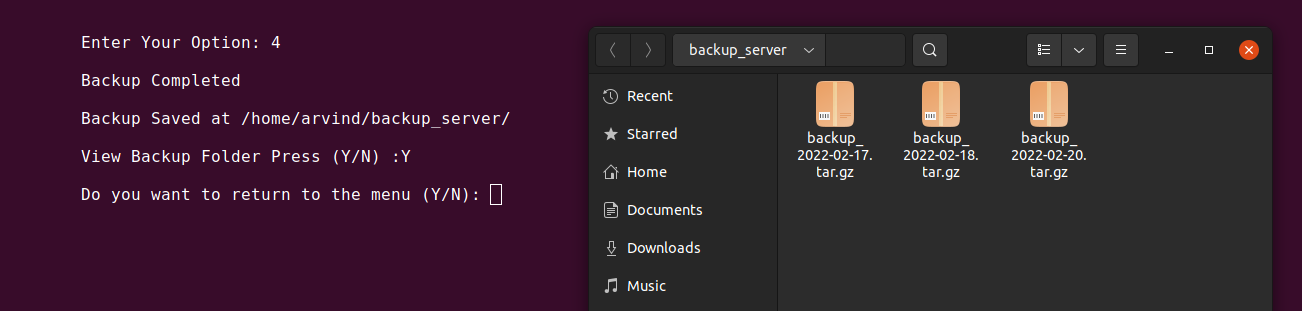 Enter Your Option: 4
Backup Completed
Backup Saved at /home/arvind/backup_server/
View Backup Folder Press (Y/N) :Y
Do you want to return to the menu (Y/N):
backup_server
Recent
Starred
Home
Documents
Downloads
Music
backup_
2022-02-17.
tar.gz
backup_
2022-02-18.
tar.gz
backup_
2022-02-20.
tar.gz